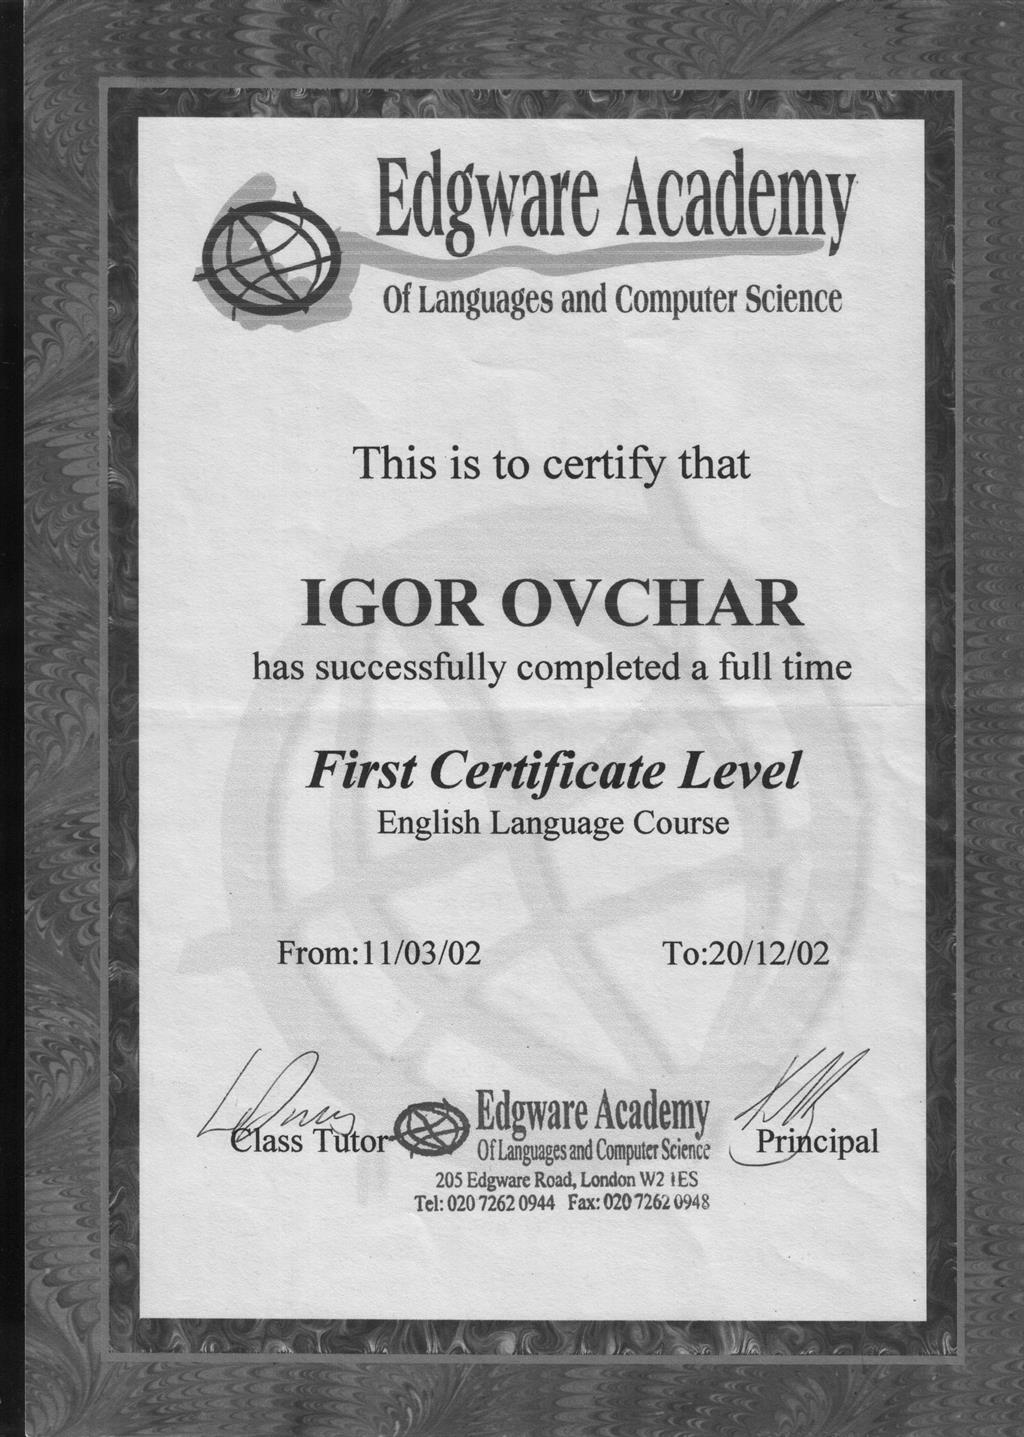 Edgware Academy
Of Languages and Computer Science
This is to certify that
IGOR OVCHAR
has successfully completed a full time
First Certificate Level
English Language Course
From:11/03/02 To:20/12/02
Class Tutor Principal
Edgware Academy
Of Languages and Computer Science
205 Edgware Road, London W2 1ES
Tel: 020 7262 0944 Fax: 020 7262 0948